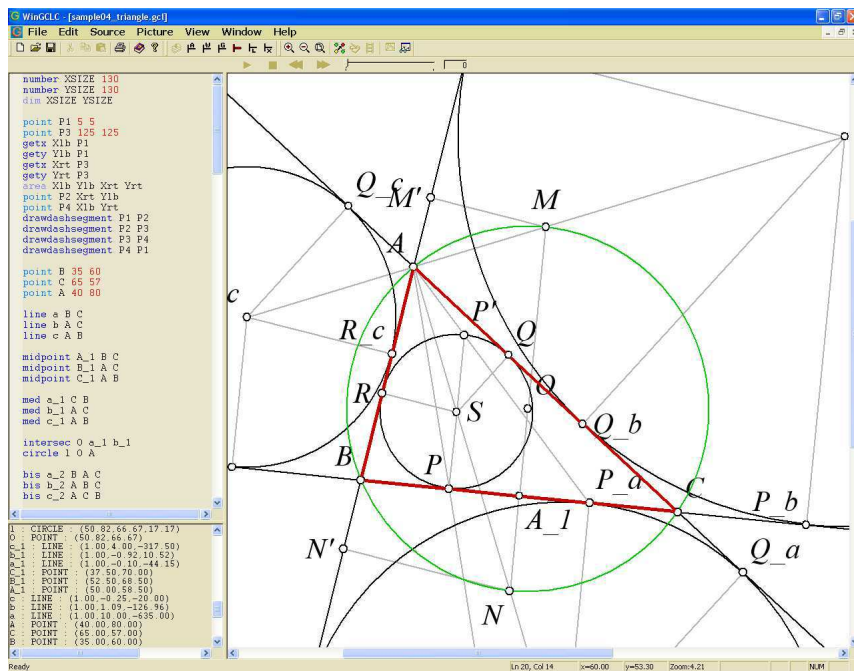 WinGCLC - [sample04_triangle.gcl]
File Edit Source Picture View Window Help
number XSIZE 130
number YSIZE 130
dim XSIZE YSIZE
point P1 5 5
point P3 125 125
getx Xlb P1
gety Ylb P1
getx Xrt P3
gety Yrt P3
area Xlb Ylb Xrt Yrt
point P2 Xrt Ylb
point P4 Xlb Yrt
drawdashsegment P1 P2
drawdashsegment P2 P3
drawdashsegment P3 P4
drawdashsegment P4 P1
point B 35 60
point C 65 57
point A 40 80
line a B C
line b A C
line c A B
midpoint A_1 B C
midpoint B_1 A C
midpoint C_1 A B
med a_1 C B
med b_1 A C
med c_1 A B
intersec O a_1 b_1
circle l O A
bis a_2 B A C
bis b_2 A B C
bis c_2 A C B
l : CIRCLE : (50.82,66.67,17.17)
O : POINT : (50.82,66.67)
c_1 : LINE : (1.00,4.00,-317.50)
b_1 : LINE : (1.00,-0.92,10.52)
a_1 : LINE : (1.00,-0.10,-44.15)
C_1 : POINT : (37.50,70.00)
B_1 : POINT : (52.50,68.50)
A_1 : POINT : (50.00,58.50)
c : LINE : (1.00,-0.25,-20.00)
b : LINE : (1.00,1.09,-126.96)
a : LINE : (1.00,10.00,-635.00)
A : POINT : (40.00,80.00)
C : POINT : (65.00,57.00)
B : POINT : (35.00,60.00)
0
Q_c
M'
M
A
c
P'
R_c
Q
R
O
S
Q_b
B
P
P_a
C
A_1
P_b
N'
Q_a
N
Ready
Ln 20, Col 14
x=60.00
y=53.30
Zoom:4.21
NUM